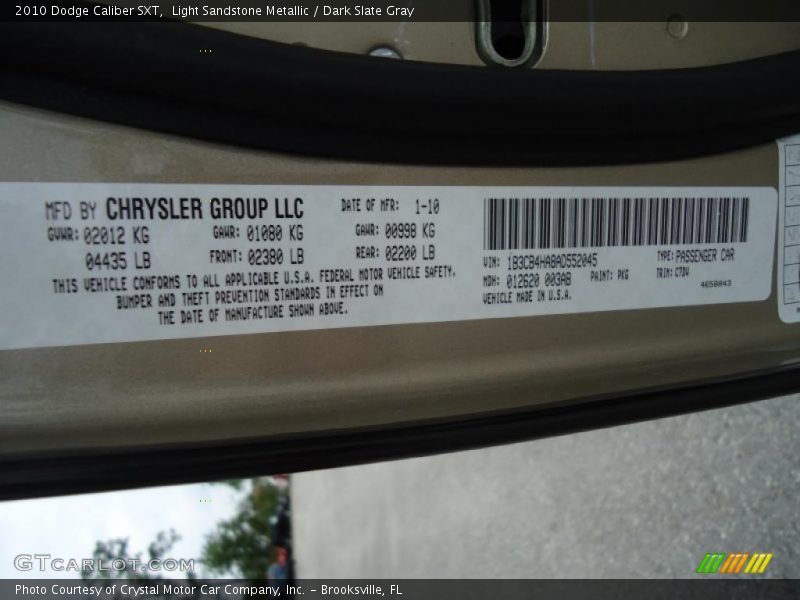 2010 Dodge Caliber SXT,  Light Sandstone Metallic / Dark Slate Gray
MFD BY CHRYSLER GROUP LLC
DATE OF MFR: 1-10
GVWR: 02012 KG
GAWR: 01080 KG
GAWR: 00998 KG
04435 LB
FRONT: 02380 LB
REAR: 02200 LB
THIS VEHICLE CONFORMS TO ALL APPLICABLE U.S.A. FEDERAL MOTOR VEHICLE SAFETY,
BUMPER AND THEFT PREVENTION STANDARDS IN EFFECT ON
THE DATE OF MANUFACTURE SHOWN ABOVE.
VIN: 1B3CB4HA8AD552045
TYPE: PASSENGER CAR
MDH: 012620 003AB
PAINT: PKG
TRIM: C7DV
VEHICLE MADE IN U.S.A.
4658043
GTCarLot.com
Photo Courtesy of Crystal Motor Car Company, Inc. – Brooksville, FL